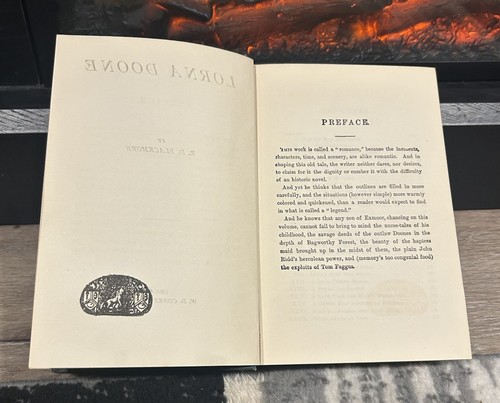 LORNA DOONE
BY
R. D. BLACKMORE
PREFACE.
THIS work is called a "romance," because the incidents,
characters, time, and scenery, are alike romantic. And in
shaping this old tale, the writer neither dares, nor desires,
to claim for it the dignity or cumber it with the difficulty
of an historic novel.
And yet he thinks that the outlines are filled in more
carefully, and the situations (however simple) more warmly
colored and quickened, than a reader would expect to find
in what is called a "legend."
And he knows that any son of Exmoor, chancing on this
volume, cannot fail to bring to mind the nurse-tales of his
childhood, the savage deeds of the outlaw Doones in the
depth of Bagworthy Forest, the beauty of the hapless
maid brought up in the midst of them, the plain John
Ridd's herculean power, and (memory's too congenial food)
the exploits of Tom Faggus.